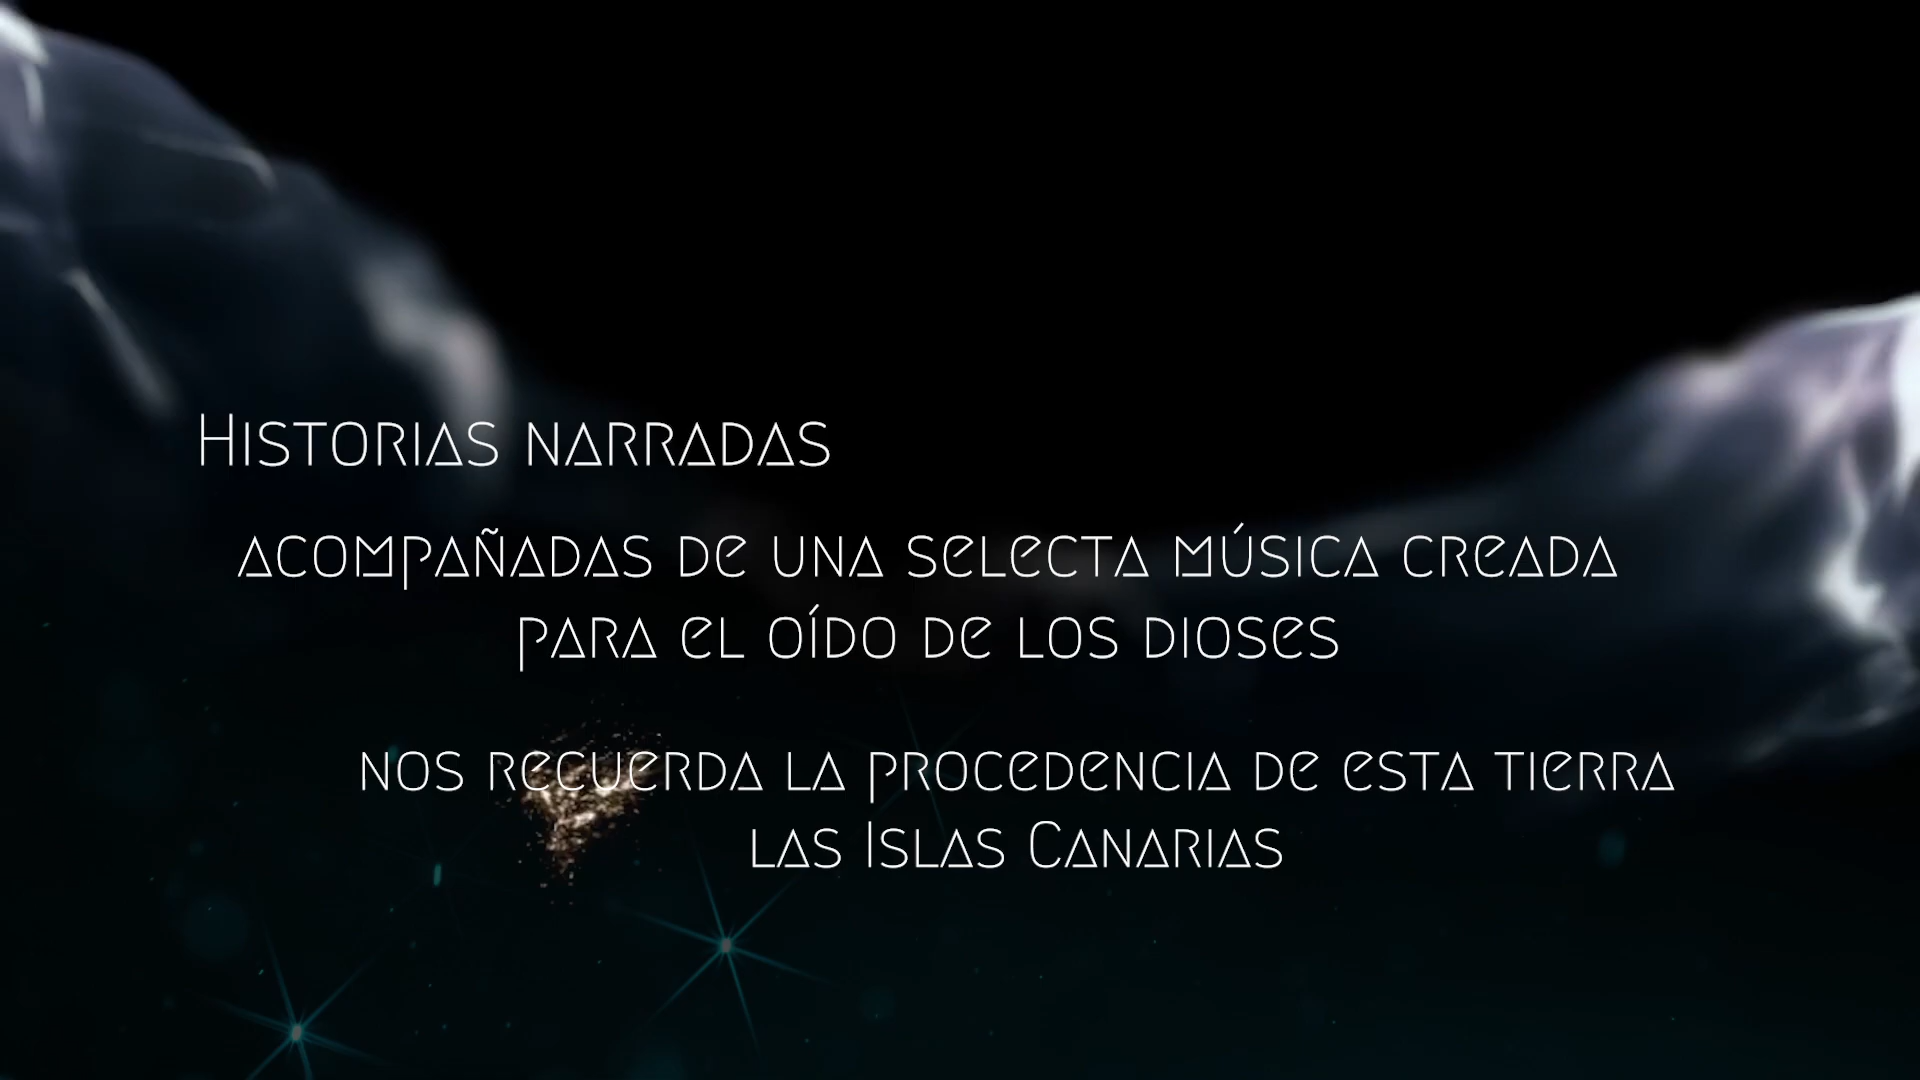 Historias narradas
acompañadas de una selecta música creada
para el oído de los dioses
nos recuerda la procedencia de esta tierra
las Islas Canarias